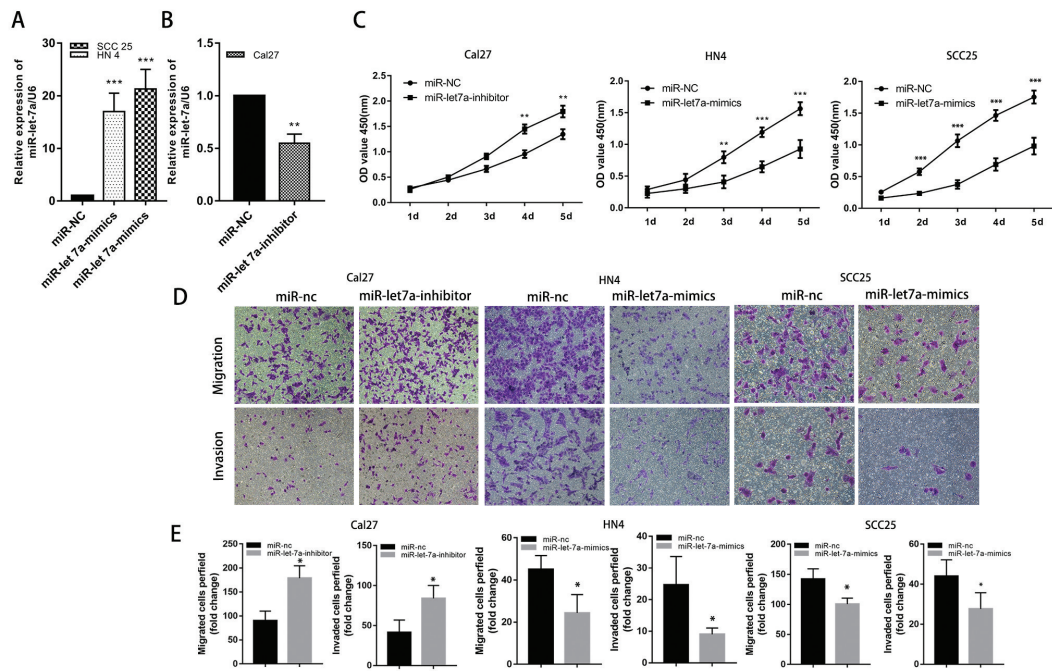 A
Relative expression of
miR-let-7a/U6
30
20
10
0
SCC 25
HN 4
***
***
miR-NC
miR-let 7a-mimics
miR-let 7a-mimics
B
Relative expression of
miR-let-7a/U6
1.5
1.0
0.5
0.0
Cal27
**
miR-NC
miR-let 7a-inhibitor
C
Cal27
OD value 450(nm)
2.5
2.0
1.5
1.0
0.5
0.0
miR-NC
miR-let7a-inhibitor
**
**
1d 2d 3d 4d 5d
HN4
OD value 450(nm)
2.0
1.5
1.0
0.5
0.0
miR-NC
miR-let7a-mimics
**
***
***
1d 2d 3d 4d 5d
SCC25
OD value 450(nm)
2.0
1.5
1.0
0.5
0.0
miR-NC
miR-let7a-mimics
***
***
***
***
1d 2d 3d 4d 5d
D
Cal27
HN4
SCC25
miR-nc miR-let7a-inhibitor miR-nc miR-let7a-mimics miR-nc miR-let7a-mimics
Migration
Invasion
E
Cal27
HN4
SCC25
Migrated cells perfield
(fold change)
250
200
150
100
50
0
miR-nc
miR-let-7a-inhibitor
*
Invaded cells perfield
(fold change)
150
100
50
0
miR-nc
miR-let-7a-inhibitor
*
Migrated cells perfield
(fold change)
60
40
20
0
miR-nc
miR-let-7a-mimics
*
Invaded cells perfield
(fold change)
40
30
20
10
0
miR-nc
miR-let-7a-mimics
*
Migrated cells perfield
(fold change)
200
150
100
50
0
miR-nc
miR-let-7a-mimics
*
Invaded cells perfield
(fold change)
60
40
20
0
miR-nc
miR-let-7a-mimics
*